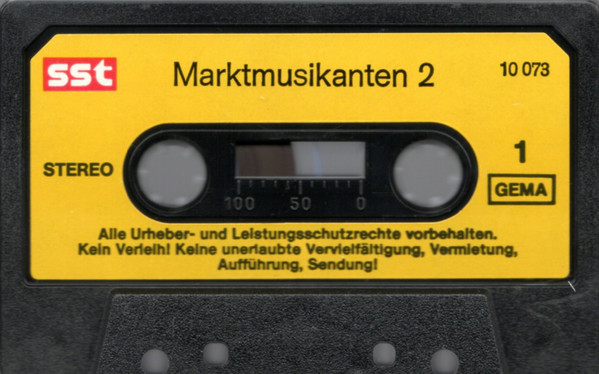 sst
Marktmusikanten 2
10 073
STEREO
1
GEMA
100 50 0
Alle Urheber- und Leistungsschutzrechte vorbehalten.
Kein Verleih! Keine unerlaubte Vervielfältigung, Vermietung,
Aufführung, Sendung!